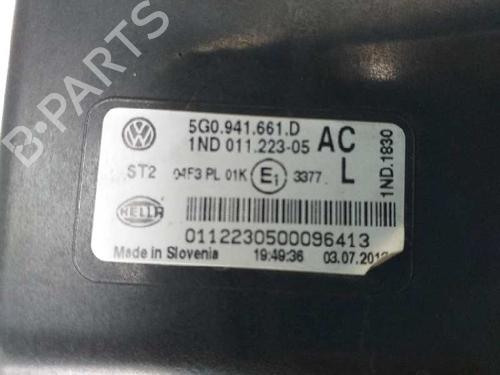 B-PARTS
5G0.941.661.D AC
1ND 011.223-05
ST2 04F3 PL 01K E1 3377 L
1ND.1830
HELLA
0112230500096413
Made in Slovenia 19:49:36